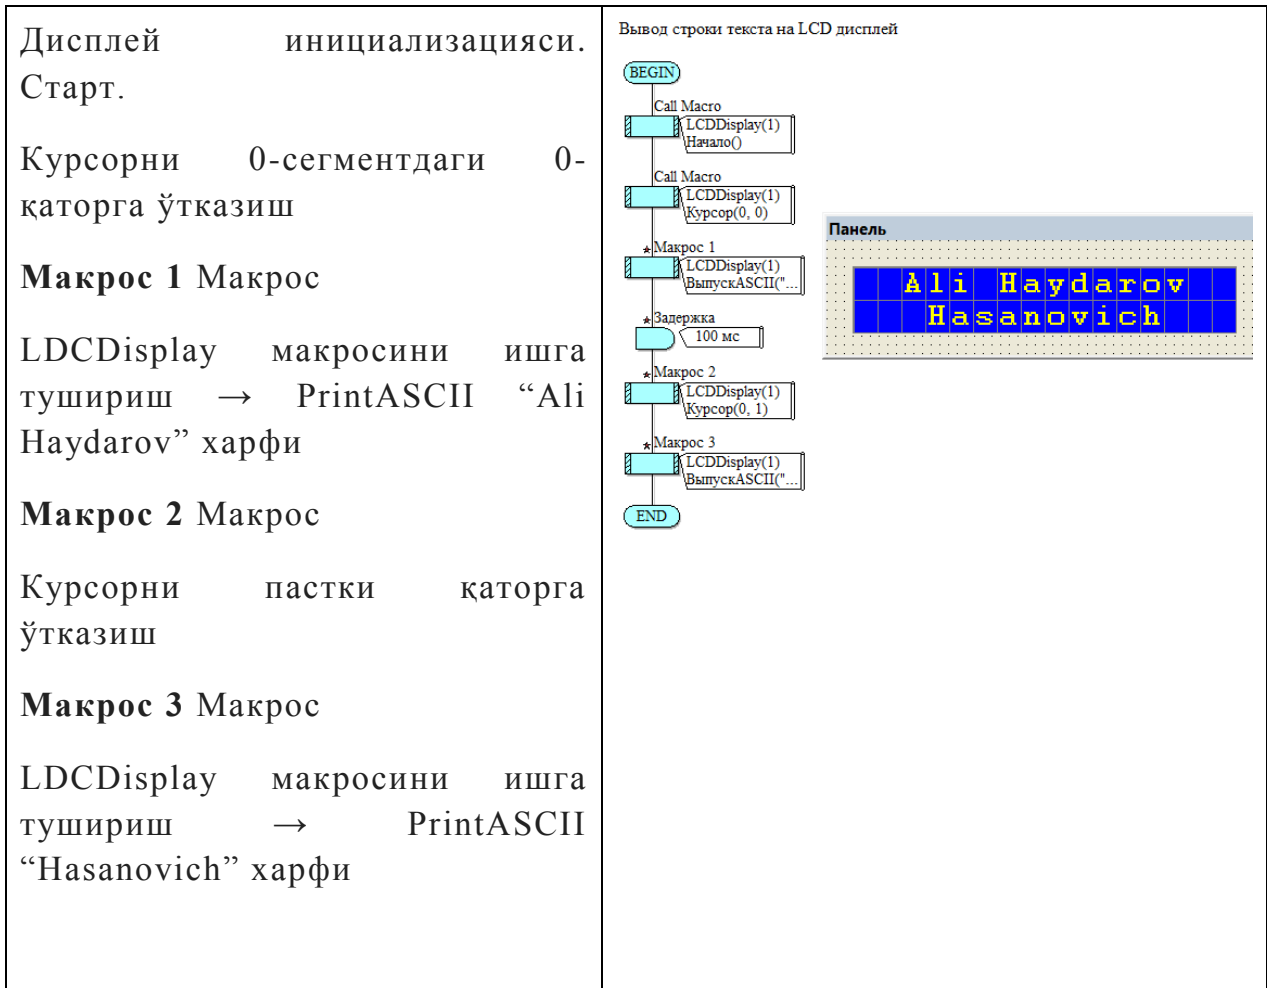 Дисплей инициализацияси.
Старт.
Курсорни 0-сегментдаги 0-
қаторга ўтказиш
Макрос 1 Макрос
LDCDisplay макросини ишга
тушириш → PrintASCII “Ali
Haydarov” харфи
Макрос 2 Макрос
Курсорни пастки қаторга
ўтказиш
Макрос 3 Макрос
LDCDisplay макросини ишга
тушириш → PrintASCII
“Hasanovich” харфи
Вывод строки текста на LCD дисплей
BEGIN
Call Macro
LCDDisplay(1)
Начало()
Call Macro
LCDDisplay(1)
Курсор(0, 0)
Макрос 1
LCDDisplay(1)
ВыпускASCII("...
Задержка
100 мс
Макрос 2
LCDDisplay(1)
Курсор(0, 1)
Макрос 3
LCDDisplay(1)
ВыпускASCII("...
END
Панель
Ali Haydarov
Hasanovich